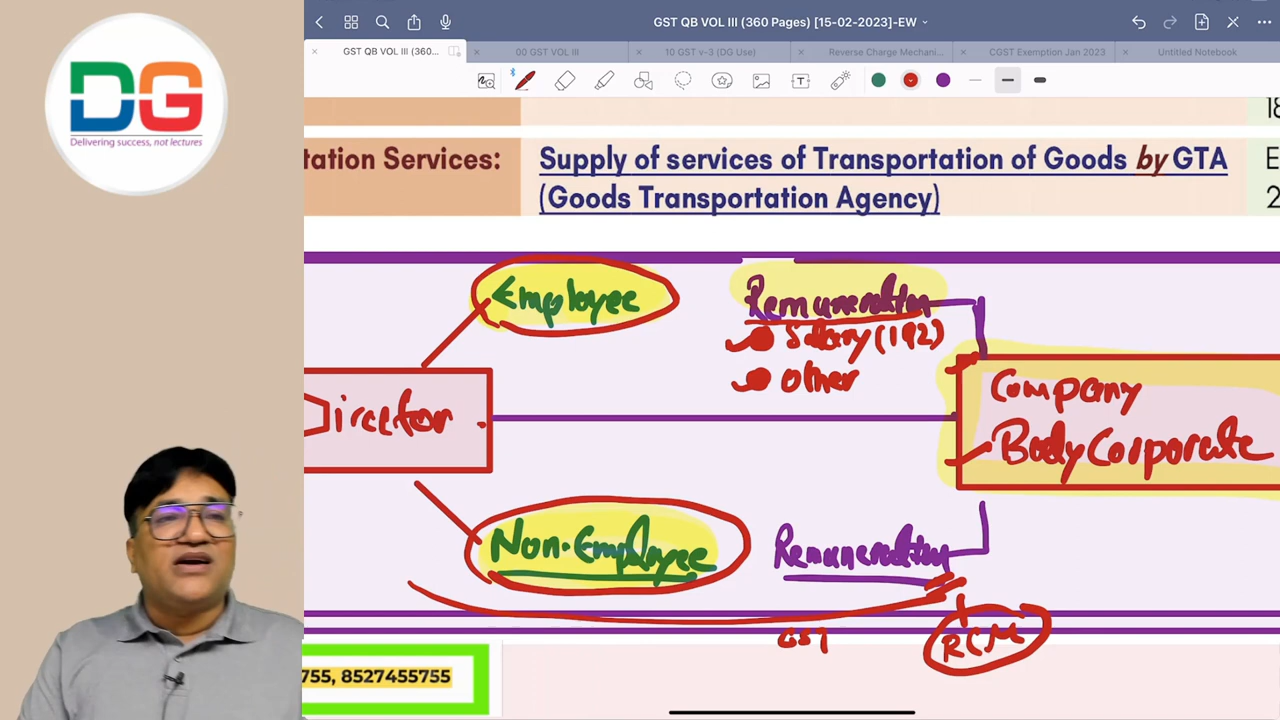 GST QB VOL III (360 Pages) [15-02-2023]-EW
GST QB VOL III (360...
00 GST VOL III
10 GST v-3 (DG Use)
Reverse Charge Mechani...
CGST Exemption Jan 2023
Untitled Notebook
DG
Delivering success, not lectures
18
tation Services:
Supply of services of Transportation of Goods by GTA
(Goods Transportation Agency)
E
2
Employee
Remuneration
Salary (192)
Other
Director
Company
Body Corporate
Non-Employee
Remuneration
GST
RCM
755, 8527455755